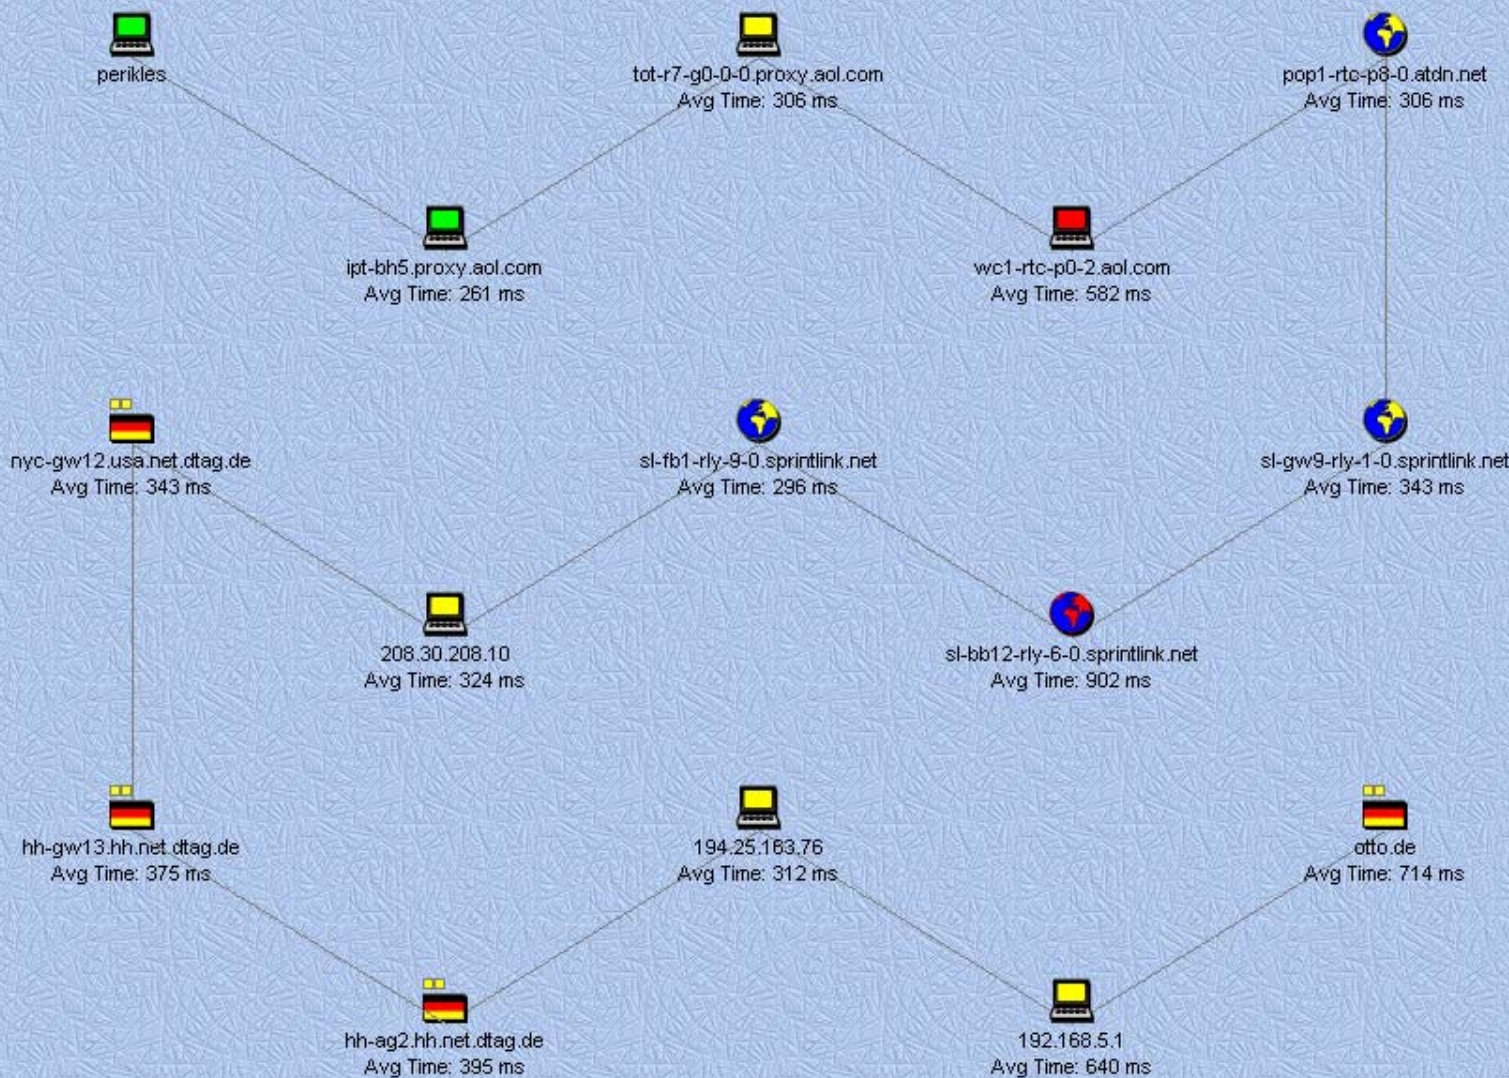 perikles
tot-r7-g0-0-0.proxy.aol.com
Avg Time: 306 ms
pop1-rtc-p8-0.atdn.net
Avg Time: 306 ms
ipt-bh5.proxy.aol.com
Avg Time: 261 ms
wc1-rtc-p0-2.aol.com
Avg Time: 582 ms
nyc-gw12.usa.net.dtag.de
Avg Time: 343 ms
sl-fb1-rly-9-0.sprintlink.net
Avg Time: 296 ms
sl-gw9-rly-1-0.sprintlink.net
Avg Time: 343 ms
208.30.208.10
Avg Time: 324 ms
sl-bb12-rly-6-0.sprintlink.net
Avg Time: 902 ms
hh-gw13.hh.net.dtag.de
Avg Time: 375 ms
194.25.163.76
Avg Time: 312 ms
otto.de
Avg Time: 714 ms
hh-ag2.hh.net.dtag.de
Avg Time: 395 ms
192.168.5.1
Avg Time: 640 ms